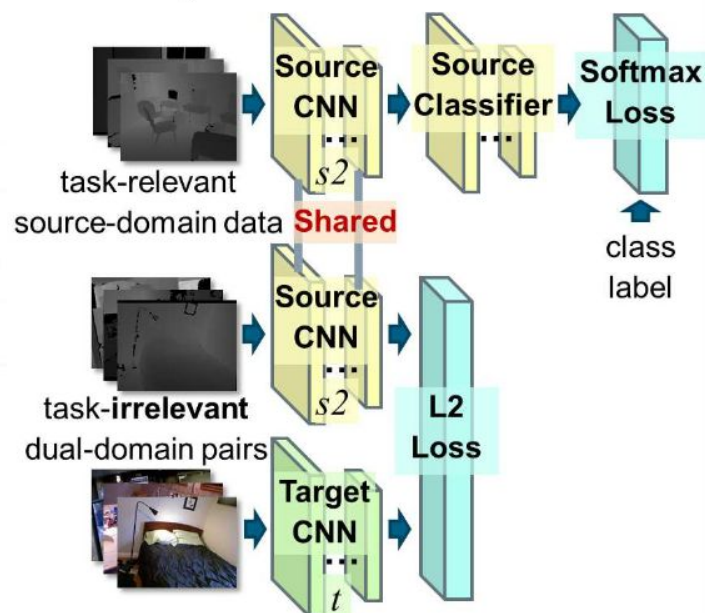 Source
CNN
...
s2
Source
Classifier
...
Softmax
Loss
task-relevant
source-domain data
Shared
class
label
Source
CNN
...
s2
task-irrelevant
dual-domain pairs
L2
Loss
Target
CNN
...
t